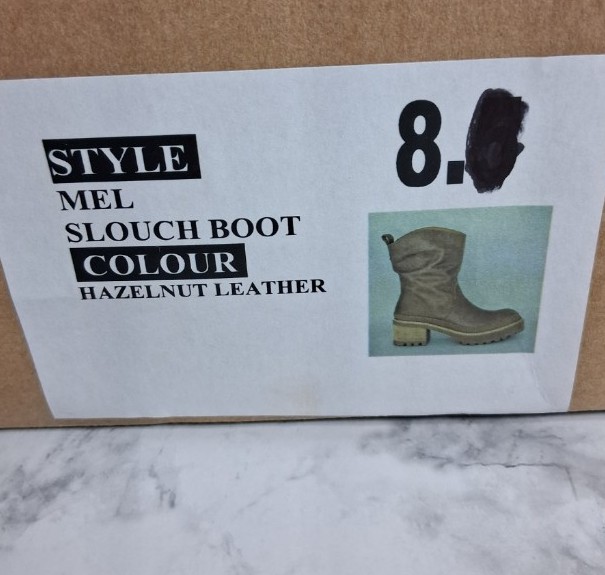 STYLE
MEL
SLOUCH BOOT
COLOUR
HAZELNUT LEATHER
8.